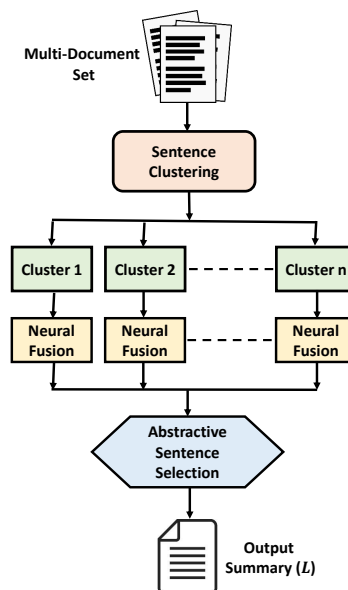 Multi-Document
Set
Sentence
Clustering
Cluster 1
Cluster 2
Cluster n
Neural
Fusion
Neural
Fusion
Neural
Fusion
Abstractive
Sentence
Selection
Output
Summary (L)